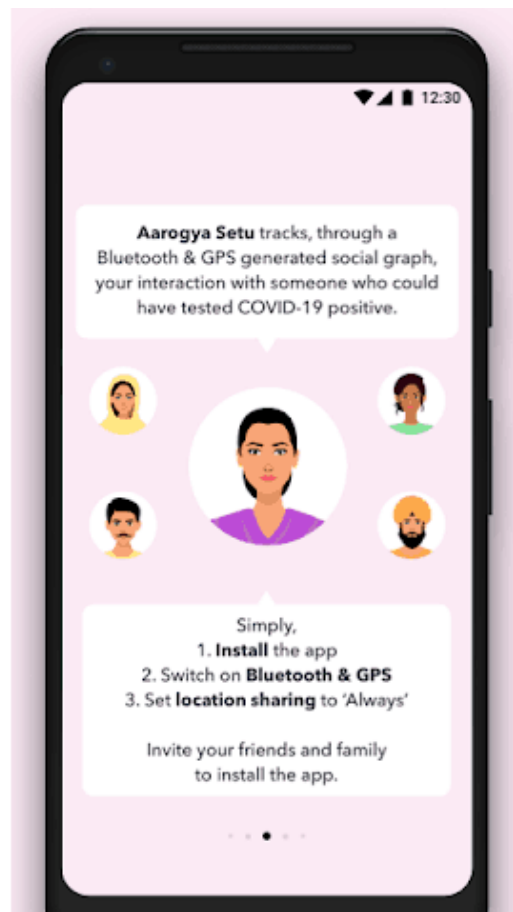 12:30
Aarogya Setu tracks, through a
Bluetooth & GPS generated social graph,
your interaction with someone who could
have tested COVID-19 positive.
Simply,
1. Install the app
2. Switch on Bluetooth & GPS
3. Set location sharing to ‘Always’
Invite your friends and family
to install the app.